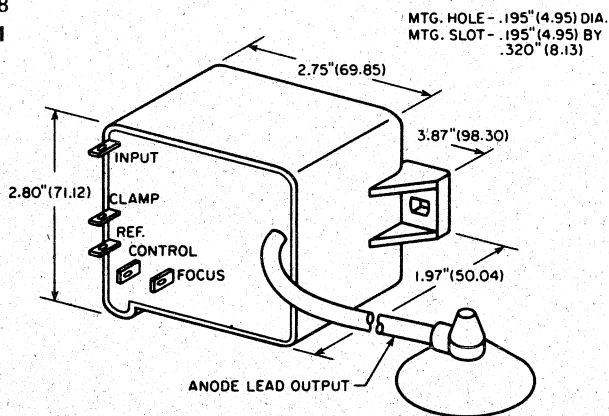 MTG. HOLE - .195" (4.95) DIA.
MTG. SLOT - .195" (4.95) BY
.320" (8.13)
2.75" (69.85)
3.87" (98.30)
2.80" (71.12)
INPUT
CLAMP
REF.
CONTROL
FOCUS
1.97" (50.04)
ANODE LEAD OUTPUT